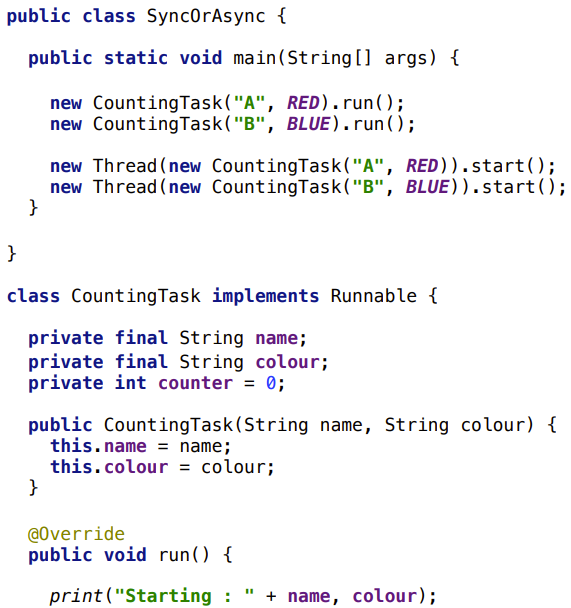 public class SyncOrAsync {
public static void main(String[] args) {
new CountingTask("A", RED).run();
new CountingTask("B", BLUE).run();
new Thread(new CountingTask("A", RED)).start();
new Thread(new CountingTask("B", BLUE)).start();
}
}
class CountingTask implements Runnable {
private final String name;
private final String colour;
private int counter = 0;
public CountingTask(String name, String colour) {
this.name = name;
this.colour = colour;
}
@Override
public void run() {
print("Starting : " + name, colour);